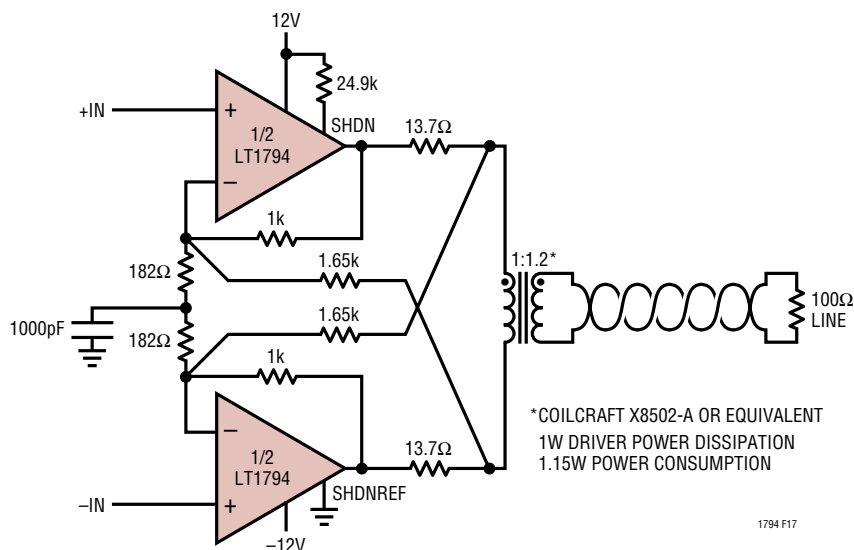 12V
24.9k
+IN
+
1/2
LT1794
–
SHDN
13.7Ω
1k
1.65k
182Ω
1:1.2*
100Ω
LINE
1000pF
182Ω
1.65k
1k
*COILCRAFT X8502-A OR EQUIVALENT
1W DRIVER POWER DISSIPATION
1.15W POWER CONSUMPTION
–
1/2
LT1794
+
13.7Ω
SHDNREF
–IN
–12V
1794 F17